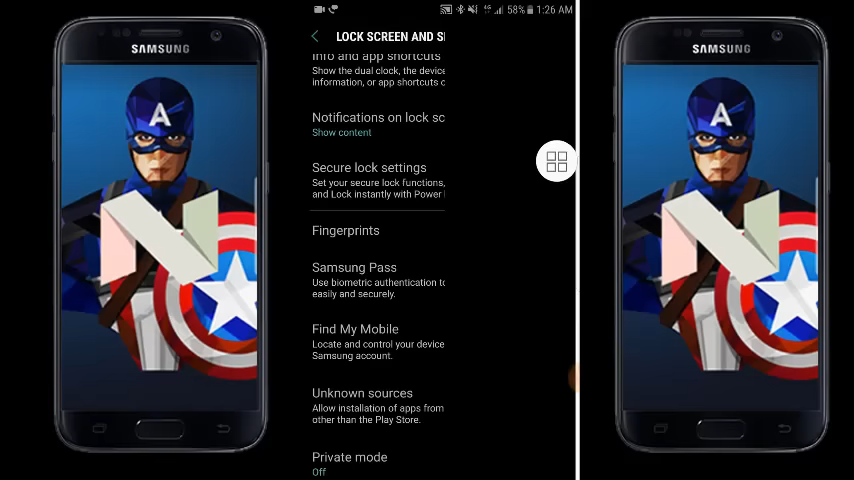 SAMSUNG
A
N
58% 1:26 AM
LOCK SCREEN AND S
Info and app shortcuts
Show the dual clock, the device
information, or app shortcuts o
Notifications on lock sc
Show content
Secure lock settings
Set your secure lock functions,
and Lock instantly with Power
Fingerprints
Samsung Pass
Use biometric authentication to
easily and securely.
Find My Mobile
Locate and control your device
Samsung account.
Unknown sources
Allow installation of apps from
other than the Play Store.
Private mode
Off
SAMSUNG
A
N